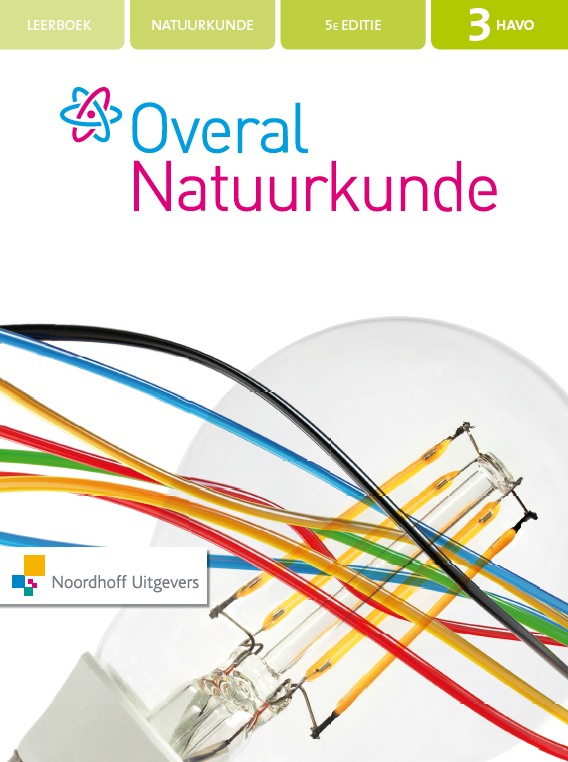 LEERBOEK
NATUURKUNDE
5E EDITIE
3 HAVO
Overal
Natuurkunde
Noordhoff Uitgevers